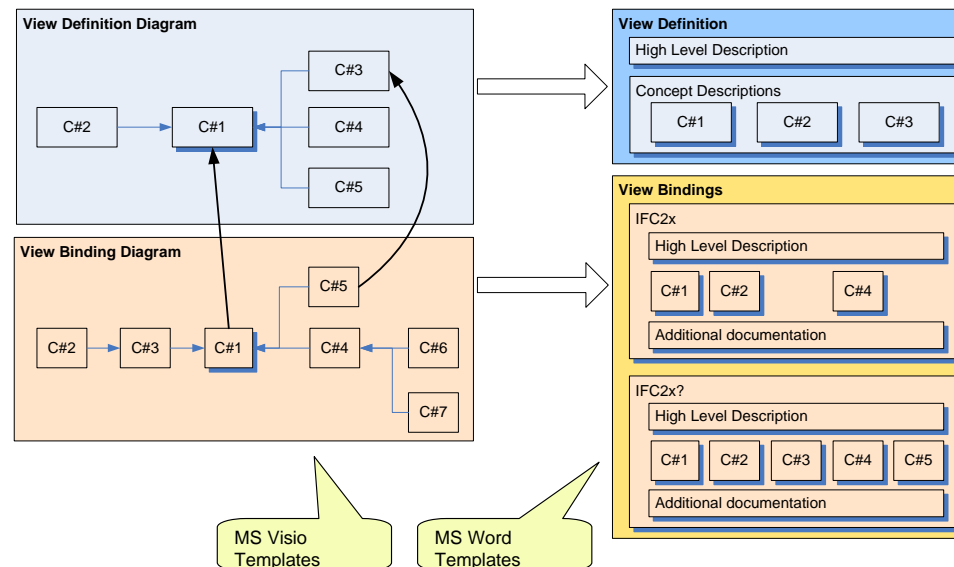 View Definition Diagram
C#3
C#2
C#1
C#4
C#5
View Binding Diagram
C#5
C#2
C#3
C#1
C#4
C#6
C#7
MS Visio
Templates
MS Word
Templates
View Definition
High Level Description
Concept Descriptions
C#1
C#2
C#3
View Bindings
IFC2x
High Level Description
C#1
C#2
C#4
Additional documentation
IFC2x?
High Level Description
C#1
C#2
C#3
C#4
C#5
Additional documentation